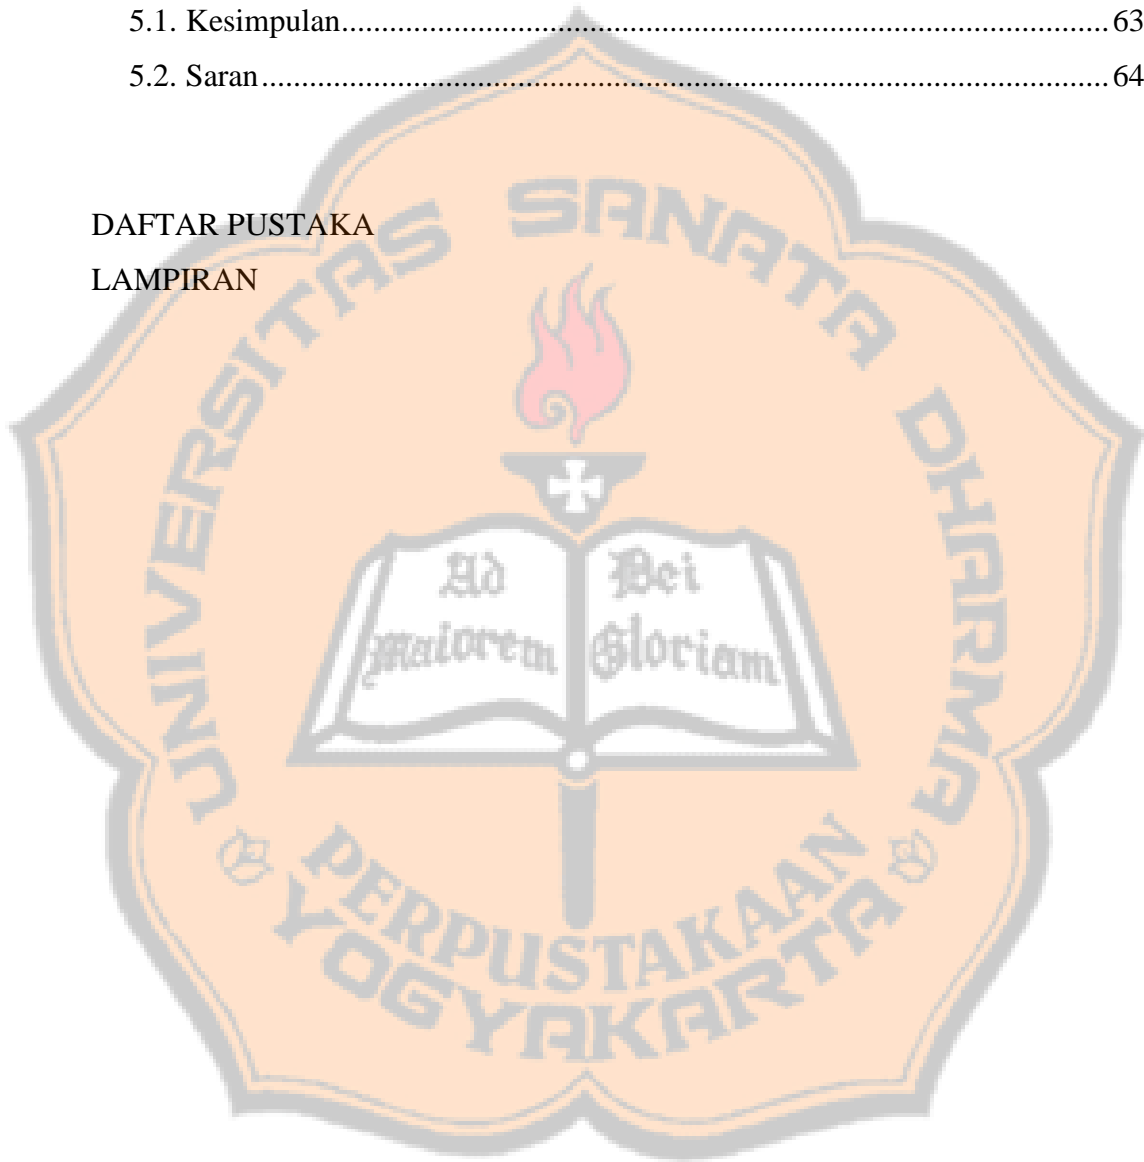 5.1. Kesimpulan................................................................................................ 63
5.2. Saran.......................................................................................................... 64
DAFTAR PUSTAKA
LAMPIRAN
UNIVERSITAS SANATA DHARMA
Ad Dei
Maiorem Gloriam
PERPUSTAKAAN
YOGYAKARTA